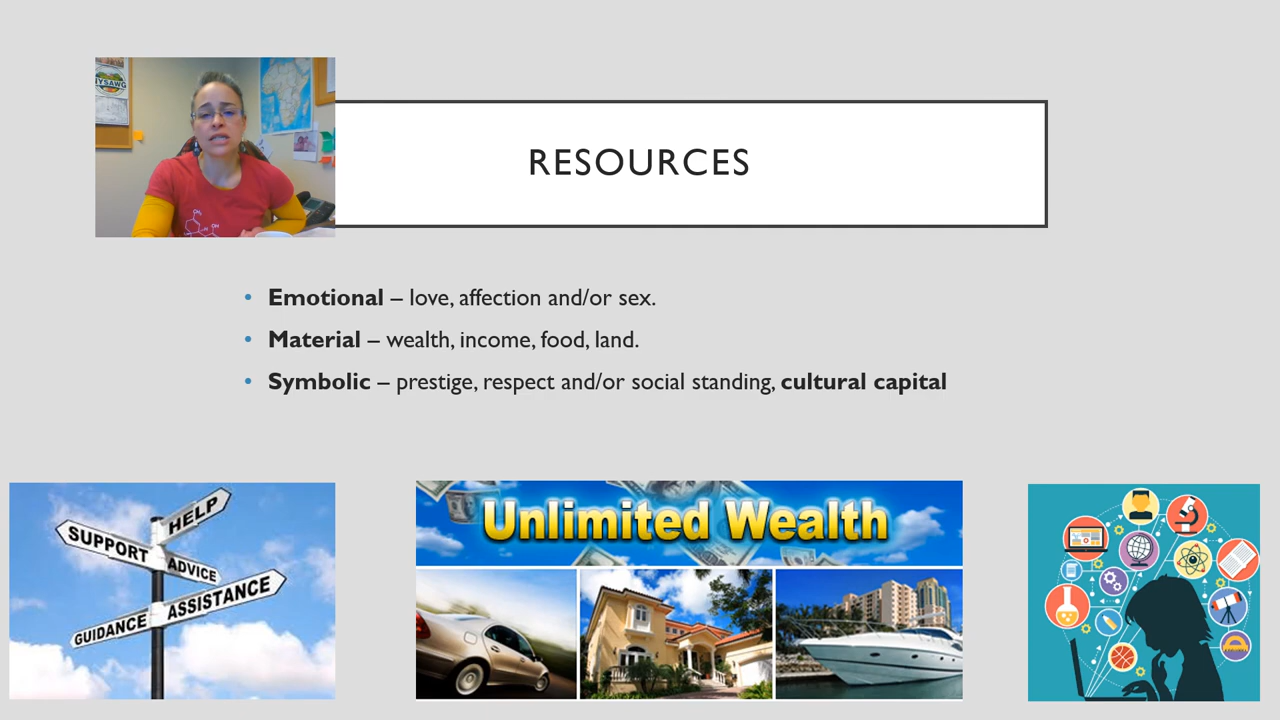 NYSAWG
RESOURCES
• Emotional – love, affection and/or sex.
• Material – wealth, income, food, land.
• Symbolic – prestige, respect and/or social standing, cultural capital
HELP
SUPPORT
ADVICE
ASSISTANCE
GUIDANCE
Unlimited Wealth